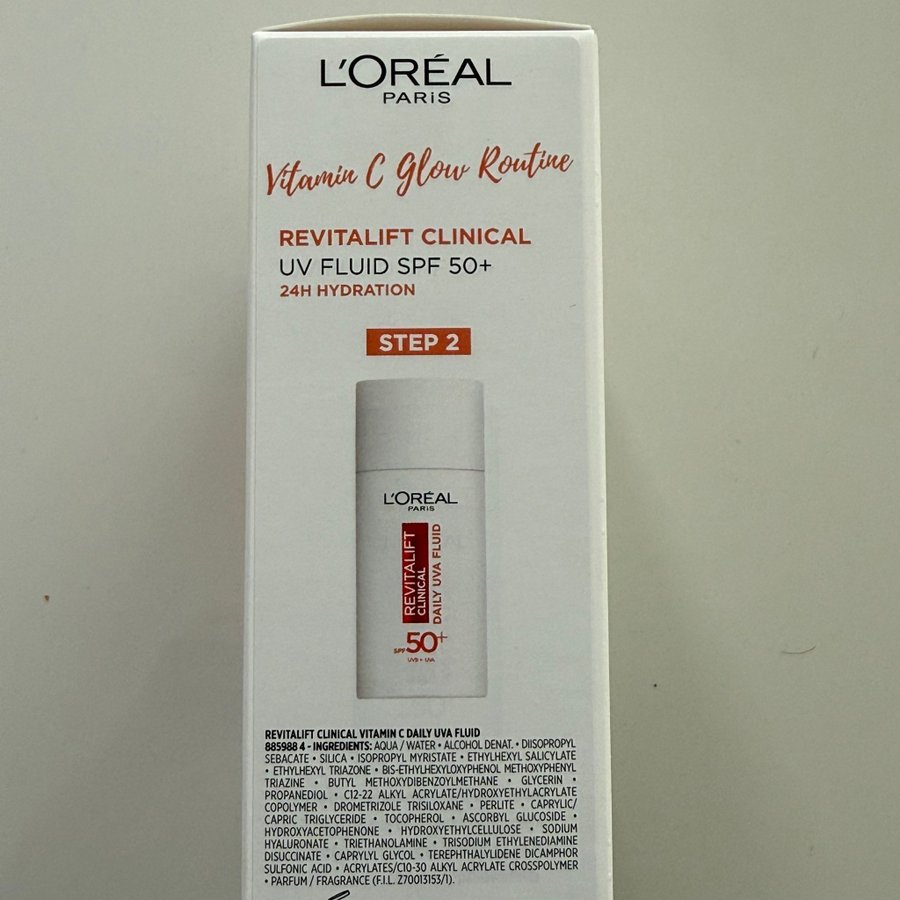 L'ORÉAL
PARiS
Vitamin C Glow Routine
REVITALIFT CLINICAL
UV FLUID SPF 50+
24H HYDRATION
STEP 2
L'ORÉAL
PARiS
REVITALIFT
CLINICAL
DAILY UVA FLUID
SPF 50+
UVB + UVA
REVITALIFT CLINICAL VITAMIN C DAILY UVA FLUID
885988 4 - INGREDIENTS: AQUA / WATER • ALCOHOL DENAT. • DIISOPROPYL
SEBACATE • SILICA • ISOPROPYL MYRISTATE • ETHYLHEXYL SALICYLATE
• ETHYLHEXYL TRIAZONE • BIS-ETHYLHEXYLOXYPHENOL METHOXYPHENYL
TRIAZINE • BUTYL METHOXYDIBENZOYLMETHANE • GLYCERIN •
PROPANEDIOL • C12-22 ALKYL ACRYLATE/HYDROXYETHYLACRYLATE
COPOLYMER • DROMETRIZOLE TRISILOXANE • PERLITE • CAPRYLIC/
CAPRIC TRIGLYCERIDE • TOCOPHEROL • ASCORBYL GLUCOSIDE •
HYDROXYACETOPHENONE • HYDROXYETHYLCELLULOSE • SODIUM
HYALURONATE • TRIETHANOLAMINE • TRISODIUM ETHYLENEDIAMINE
DISUCCINATE • CAPRYLYL GLYCOL • TEREPHTHALYLIDENE DICAMPHOR
SULFONIC ACID • ACRYLATES/C10-30 ALKYL ACRYLATE CROSSPOLYMER
• PARFUM / FRAGRANCE (F.I.L. Z70013153/1).